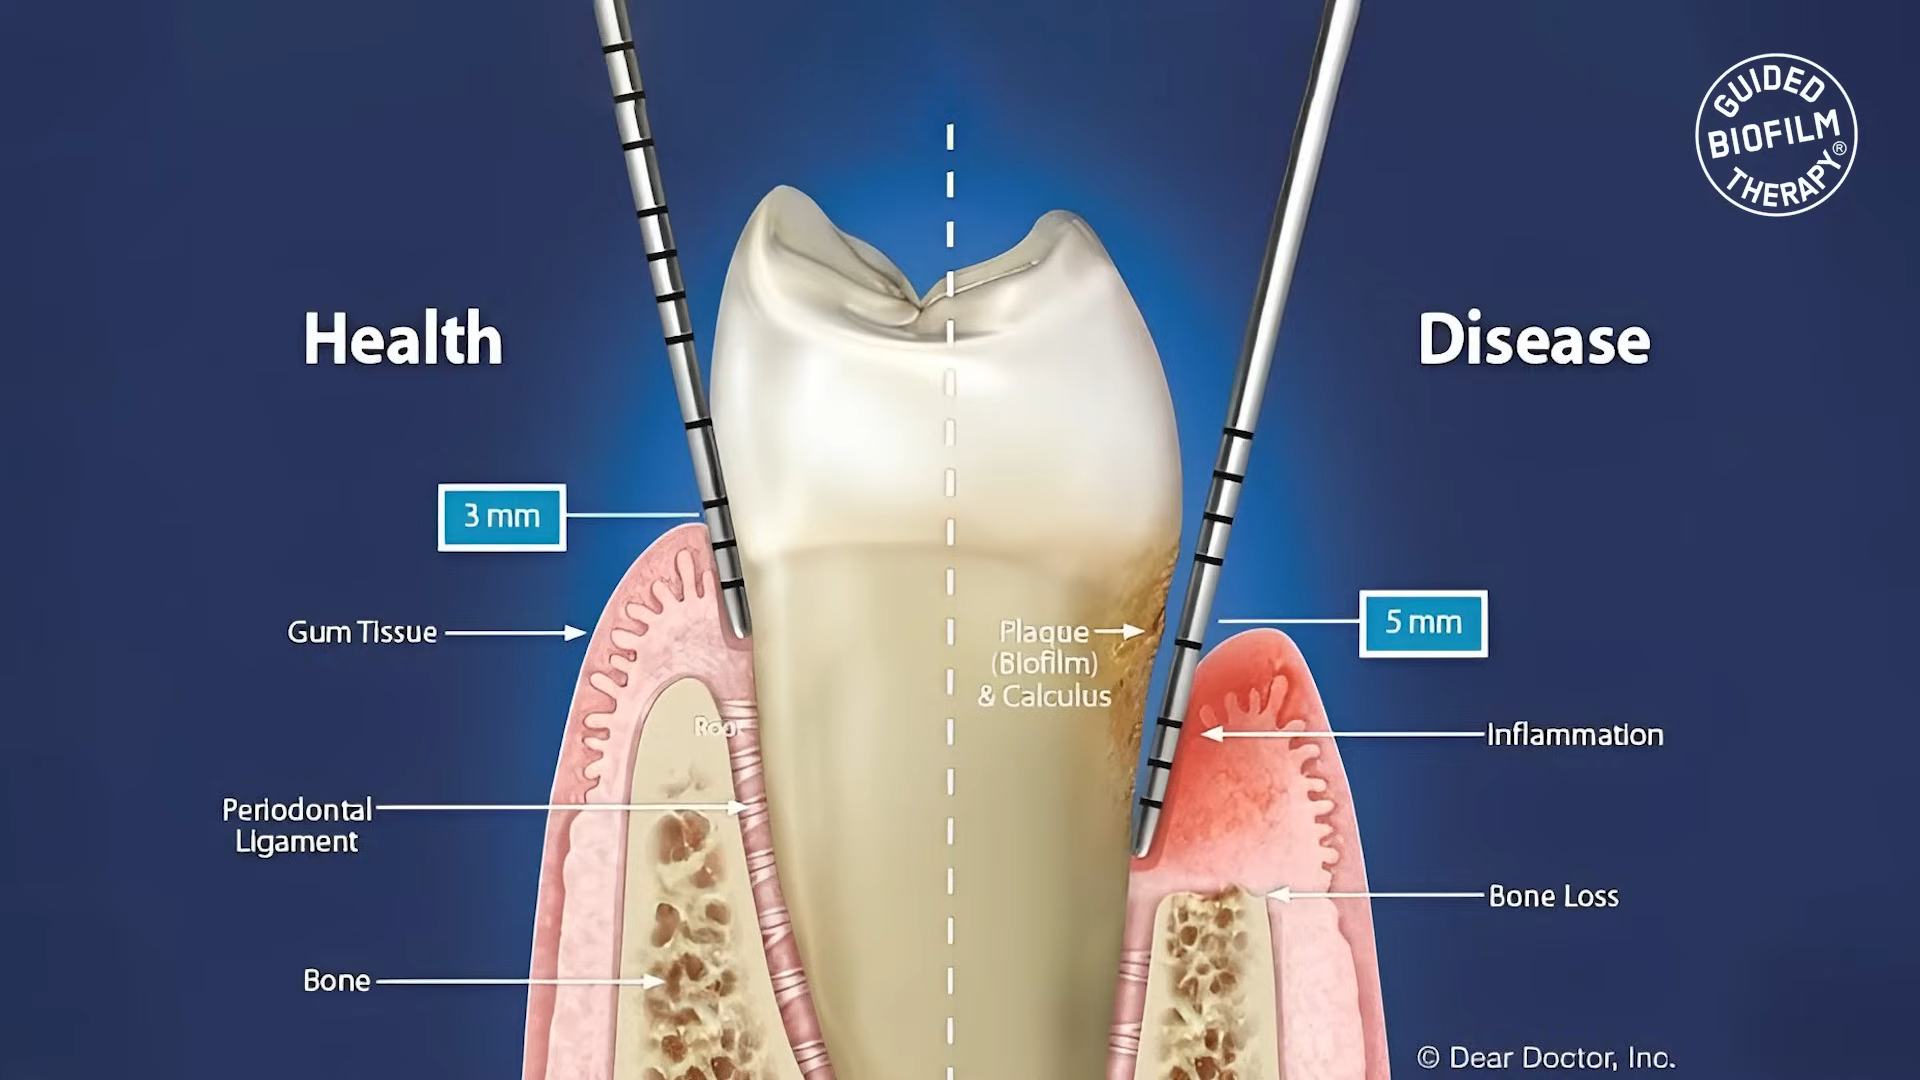 GUIDED
BIOFILM
THERAPY®
Health
Disease
3 mm
5 mm
Gum Tissue
Plaque
(Biofilm)
& Calculus
Inflammation
Periodontal
Ligament
Bone Loss
Bone
© Dear Doctor, Inc.